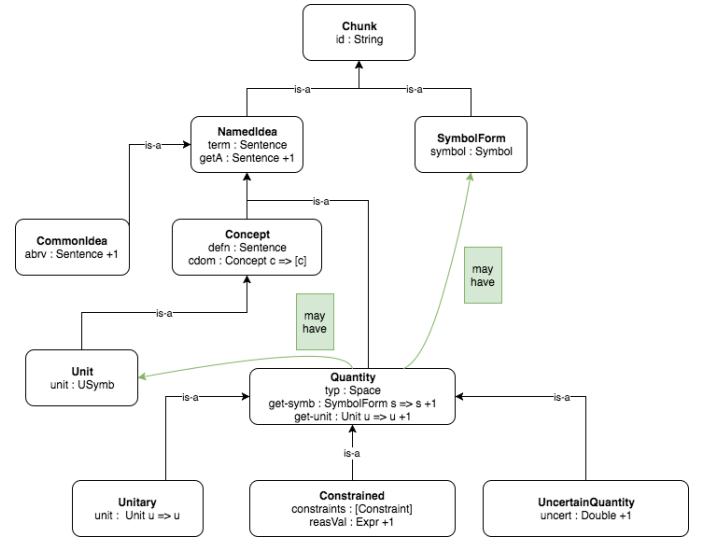 Chunk
id : String
is-a
is-a
NamedIdea
term : Sentence
getA : Sentence +1
SymbolForm
symbol : Symbol
is-a
is-a
CommonIdea
abrv : Sentence +1
Concept
defn : Sentence
cdom : Concept c => [c]
may
have
may
have
is-a
Unit
unit : USymb
Quantity
typ : Space
get-symb : SymbolForm s => s +1
get-unit : Unit u => u +1
is-a
is-a
is-a
Unitary
unit : Unit u => u
Constrained
constraints : [Constraint]
reasVal : Expr +1
UncertainQuantity
uncert : Double +1